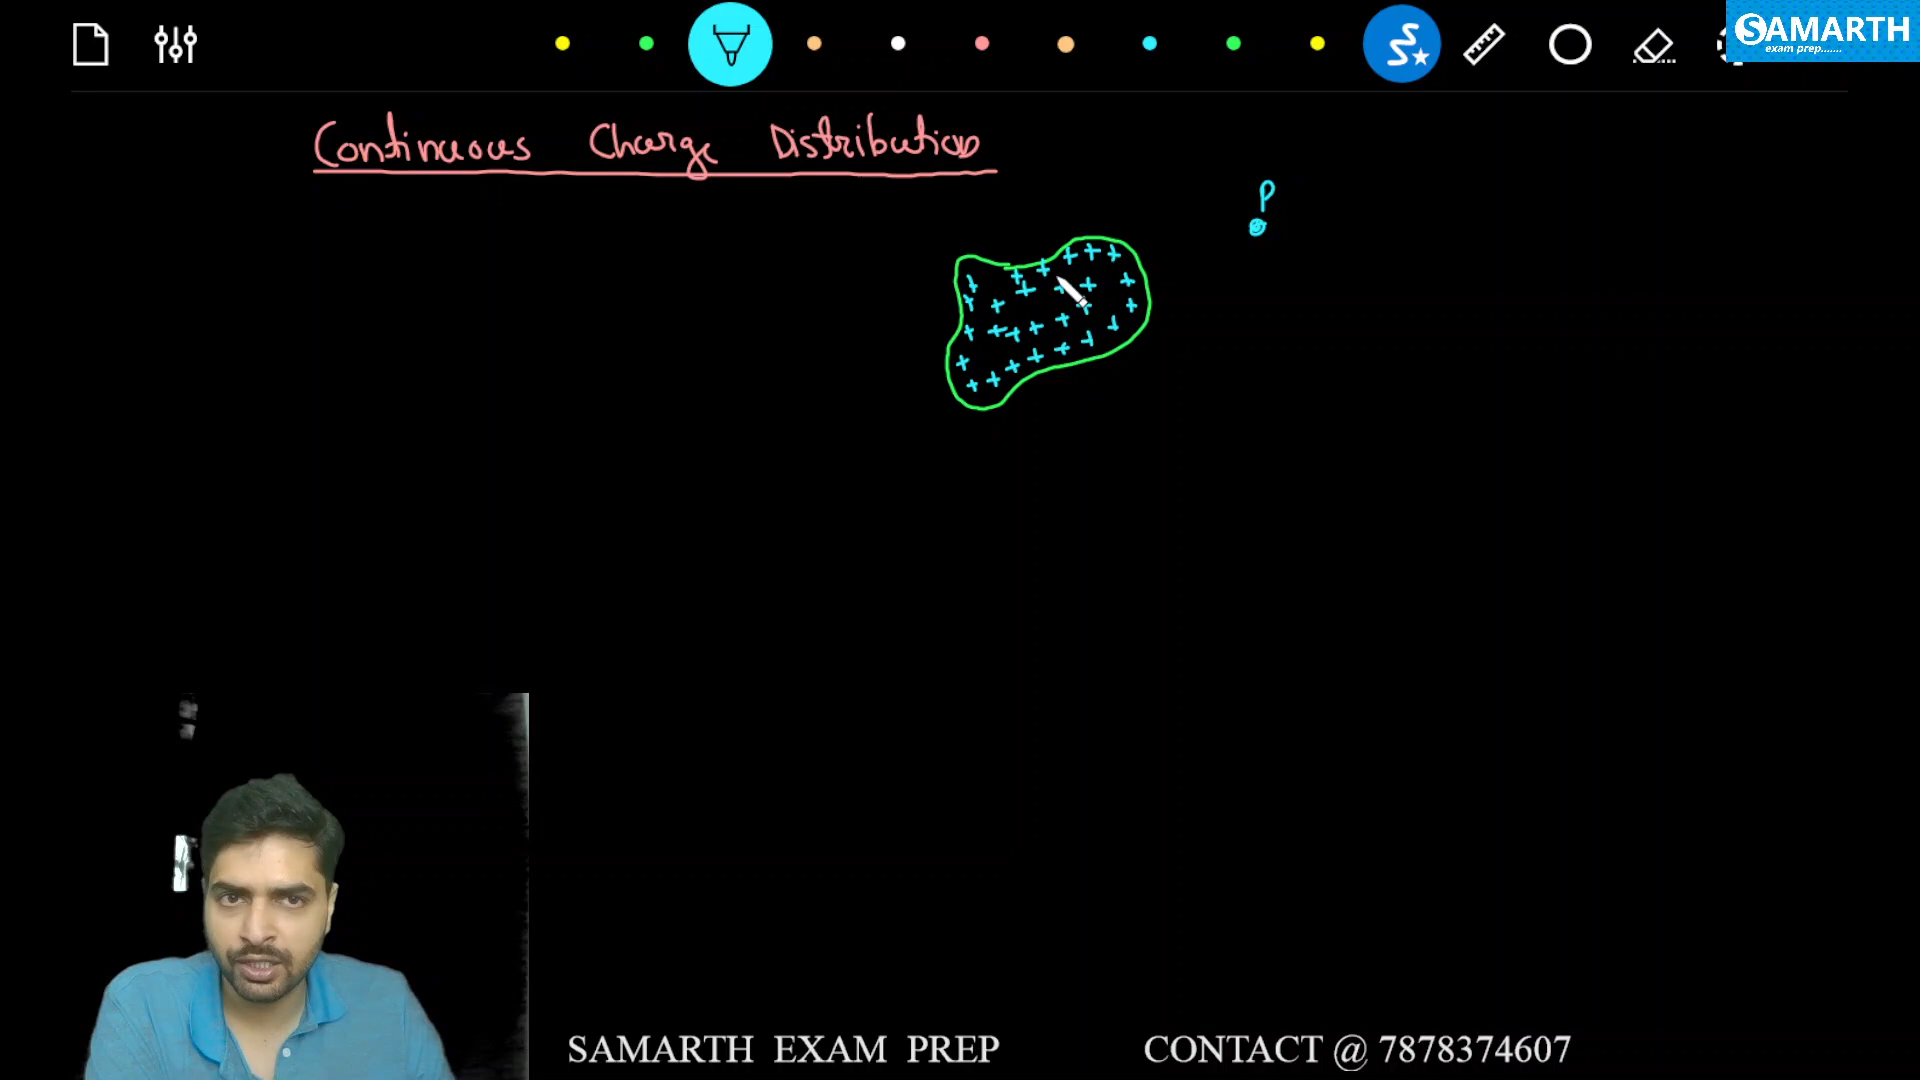 SAMARTH
exam prep.......
Continuous Charge Distribution
P
SAMARTH EXAM PREP CONTACT @ 7878374607